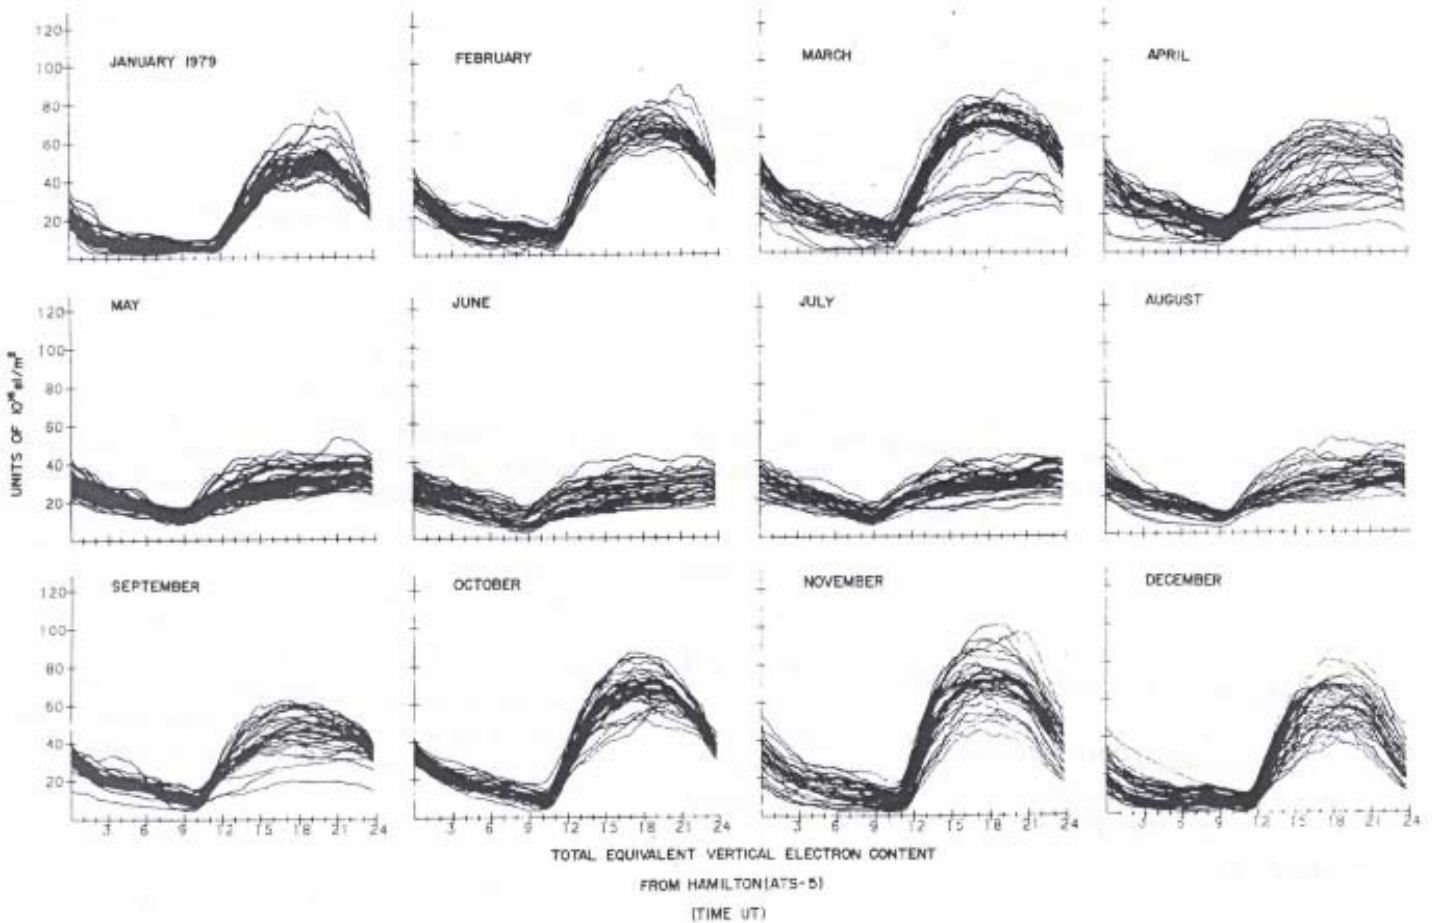 120
100
80
60
40
20
JANUARY 1979
FEBRUARY
MARCH
APRIL
120
100
80
60
40
20
MAY
JUNE
JULY
AUGUST
UNITS OF 10¹⁶ el/m²
120
100
80
60
40
20
SEPTEMBER
OCTOBER
NOVEMBER
DECEMBER
3 6 9 12 15 18 21 24
3 6 9 12 15 18 21 24
3 6 9 12 15 18 21 24
3 6 9 12 15 18 21 24
TOTAL EQUIVALENT VERTICAL ELECTRON CONTENT
FROM HAMILTON(ATS-5)
(TIME UT)